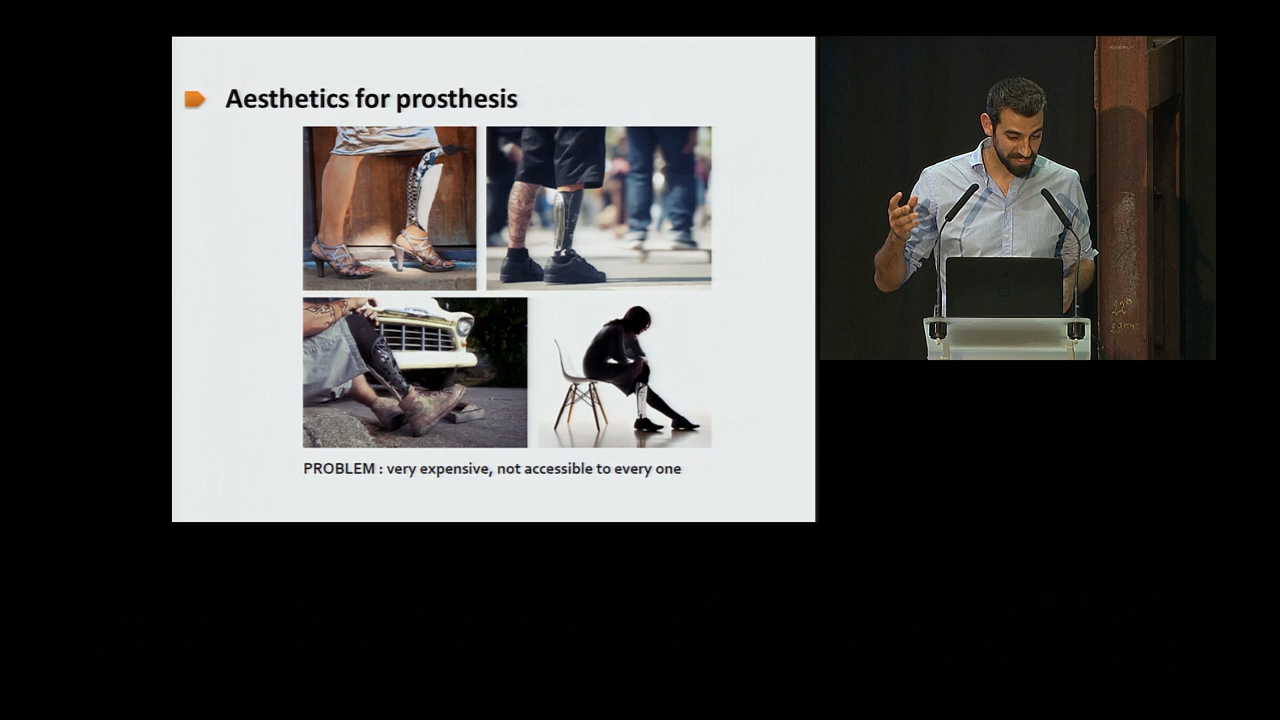 Aesthetics for prosthesis
PROBLEM : very expensive, not accessible to every one